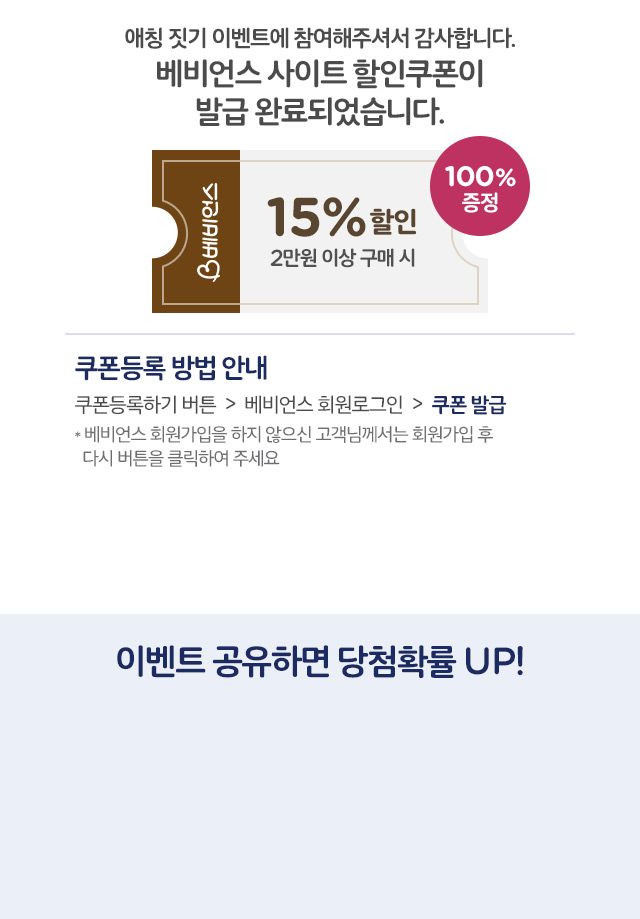 애칭 짓기 이벤트에 참여해주셔서 감사합니다.
베비언스 사이트 할인쿠폰이
발급 완료되었습니다.
100%
증정
베비언스
15% 할인
2만원 이상 구매 시
쿠폰등록 방법 안내
쿠폰등록하기 버튼 > 베비언스 회원로그인 > 쿠폰 발급
* 베비언스 회원가입을 하지 않으신 고객님께서는 회원가입 후
다시 버튼을 클릭하여 주세요
이벤트 공유하면 당첨확률 UP!